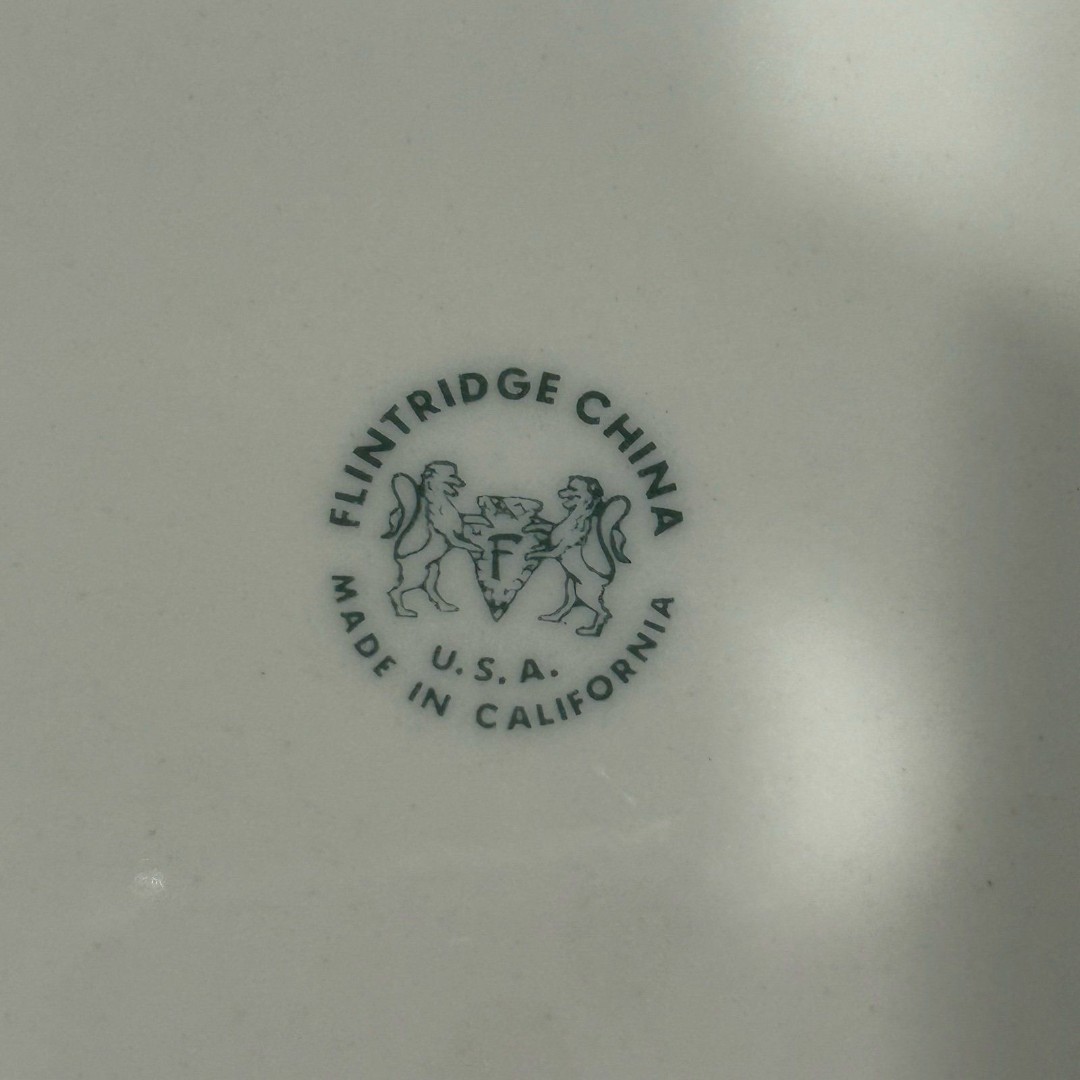 FLINTRIDGE CHINA
F
U.S.A.
MADE IN CALIFORNIA